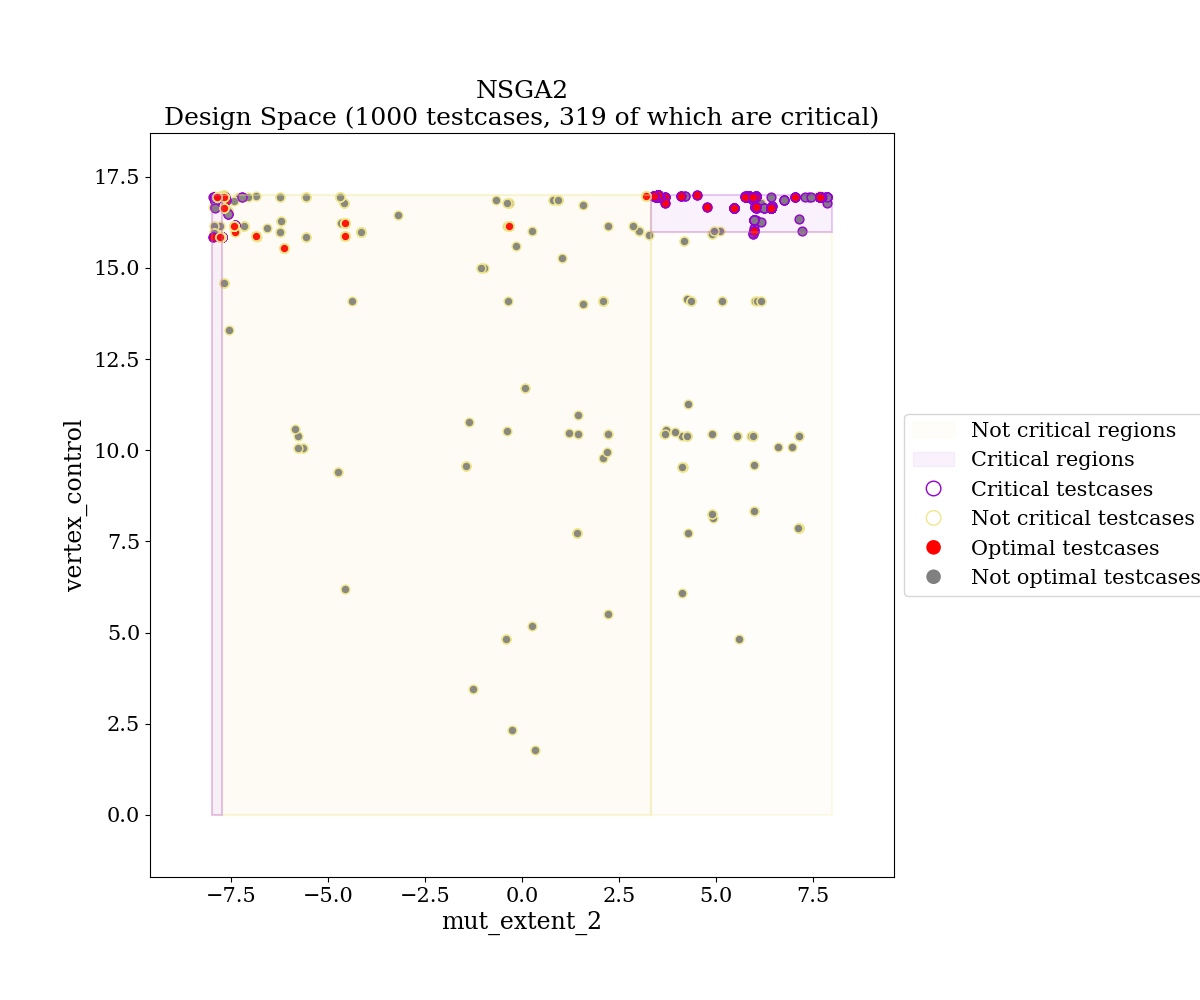 NSGA2
Design Space (1000 testcases, 319 of which are critical)
17.5
15.0
12.5
10.0
7.5
5.0
2.5
0.0
vertex_control
−7.5
−5.0
−2.5
0.0
2.5
5.0
7.5
mut_extent_2
Not critical regions
Critical regions
Critical testcases
Not critical testcases
Optimal testcases
Not optimal testcases